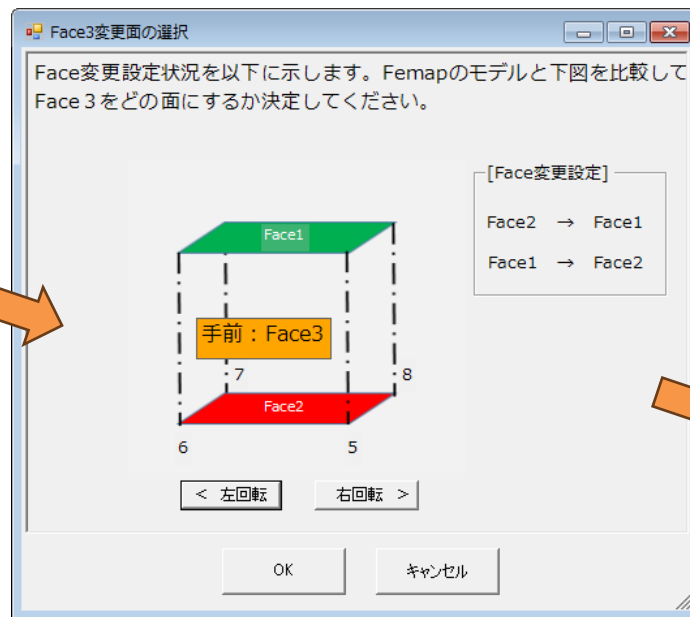 Face3変更面の選択
Face変更設定状況を以下に示します。Femapのモデルと下図を比較して
Face３をどの面にするか決定してください。
[Face変更設定]
Face2 → Face1
Face1 → Face2
Face1
手前：Face3
7
8
Face2
6
5
< 左回転
右回転 >
OK
キャンセル